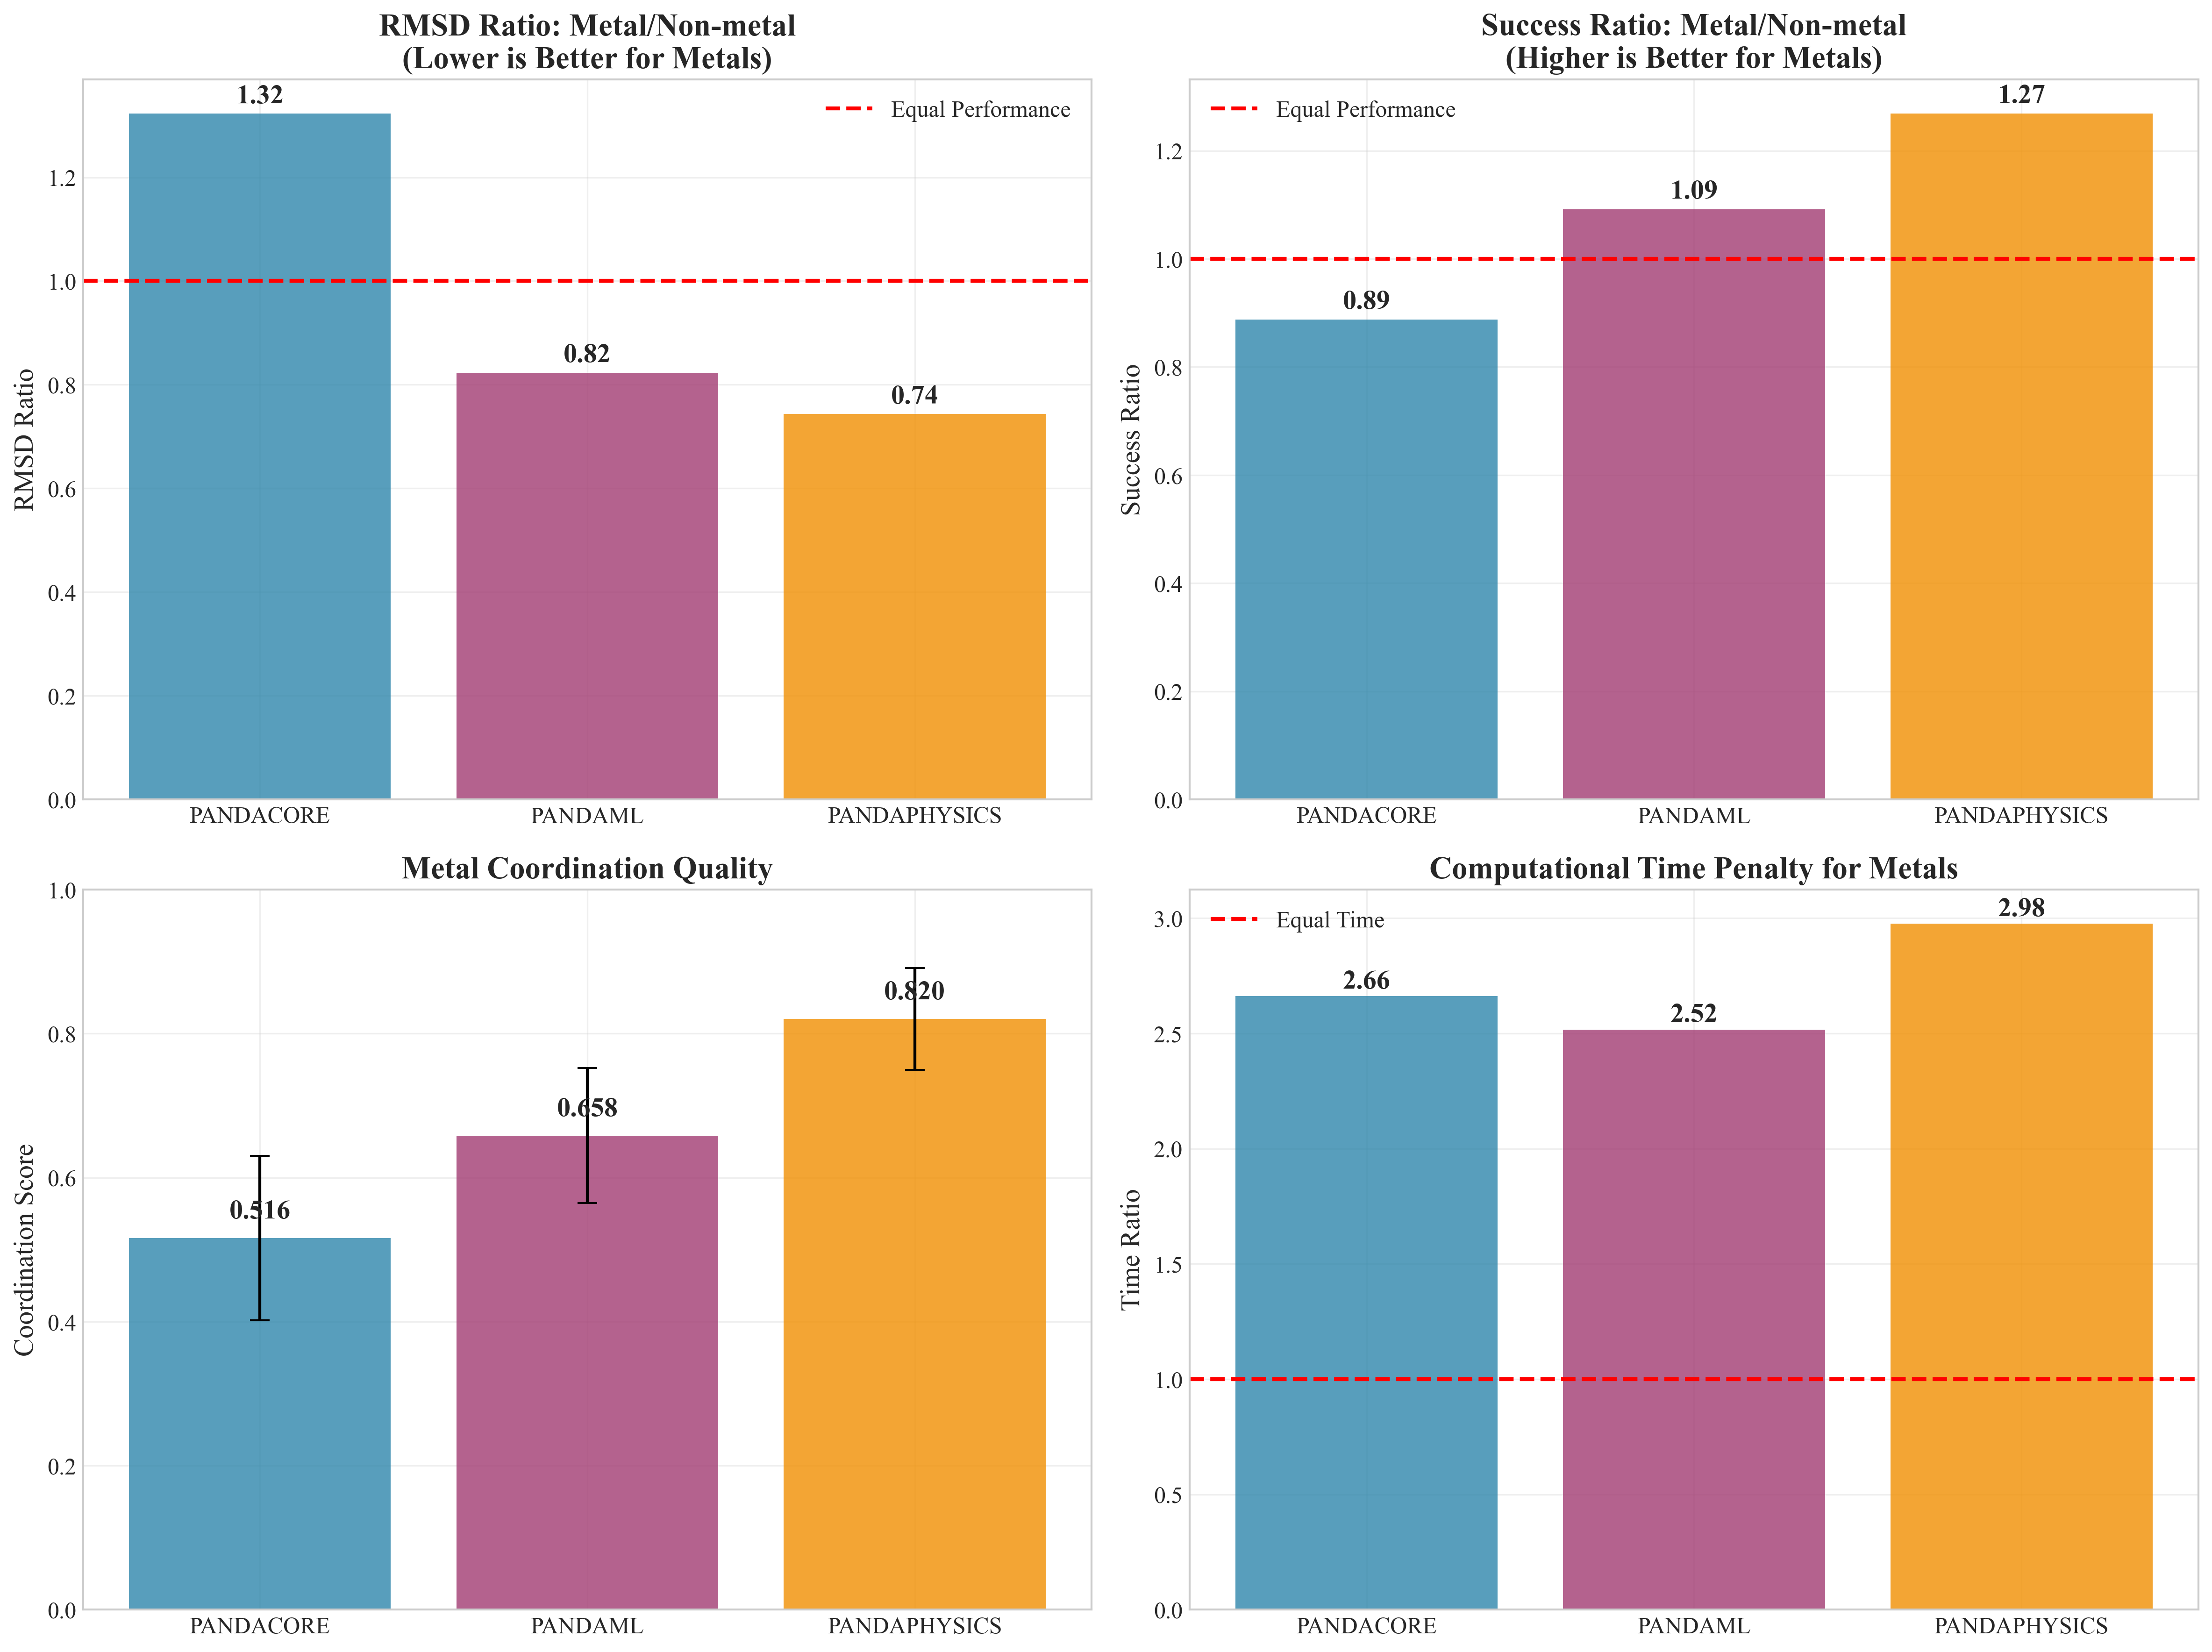 RMSD Ratio: Metal/Non-metal
(Lower is Better for Metals)
1.32
Equal Performance
1.2
1.0
0.82
0.8
0.74
RMSD Ratio
0.6
0.4
0.2
0.0
PANDACORE
PANDAML
PANDAPHYSICS
Success Ratio: Metal/Non-metal
(Higher is Better for Metals)
Equal Performance
1.27
1.2
1.09
1.0
0.89
0.8
Success Ratio
0.6
0.4
0.2
0.0
PANDACORE
PANDAML
PANDAPHYSICS
Metal Coordination Quality
1.0
0.820
0.8
0.658
0.6
0.516
Coordination Score
0.4
0.2
0.0
PANDACORE
PANDAML
PANDAPHYSICS
Computational Time Penalty for Metals
Equal Time
3.0
2.98
2.66
2.52
2.5
2.0
Time Ratio
1.5
1.0
0.5
0.0
PANDACORE
PANDAML
PANDAPHYSICS